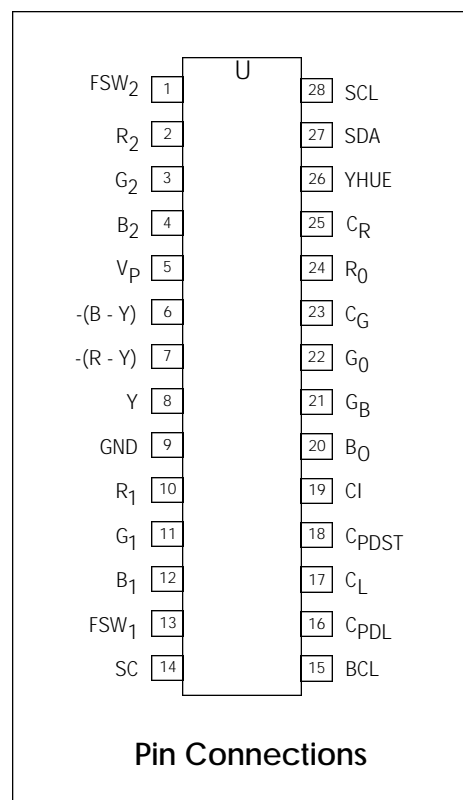 U
FSW2 1 28 SCL
R2 2 27 SDA
G2 3 26 YHUE
B2 4 25 CR
VP 5 24 R0
-(B - Y) 6 23 CG
-(R - Y) 7 22 G0
Y 8 21 GB
GND 9 20 BO
R1 10 19 CI
G1 11 18 CPDST
B1 12 17 CL
FSW1 13 16 CPDL
SC 14 15 BCL
Pin Connections